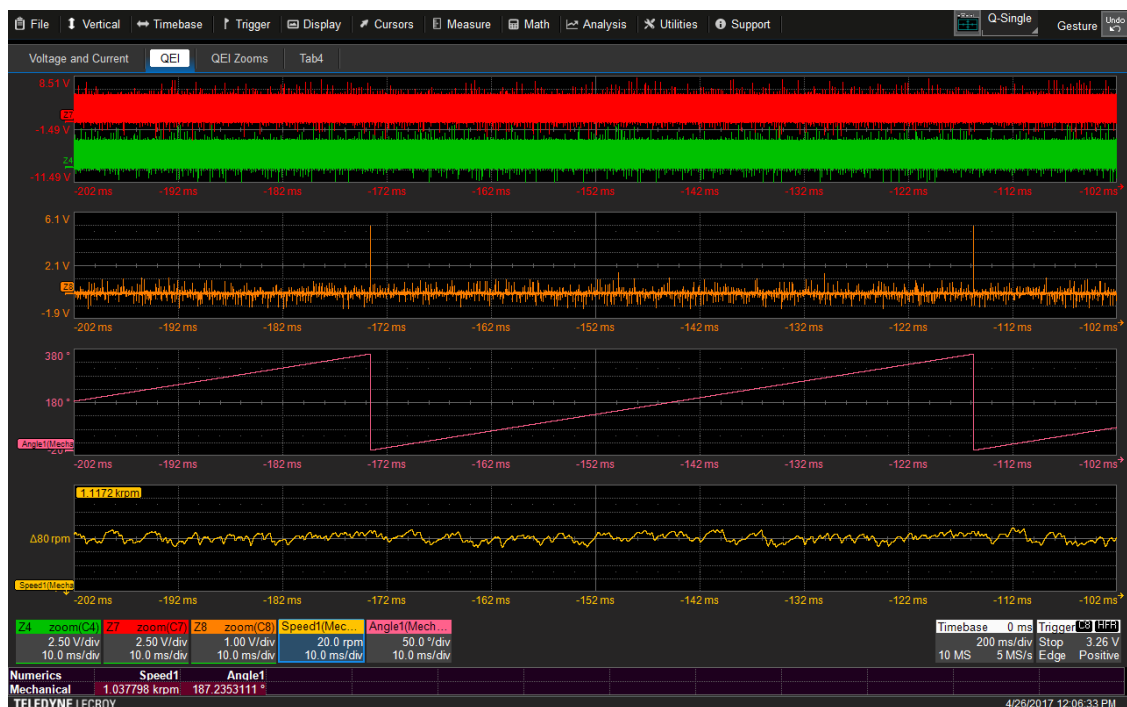 File Vertical Timebase Trigger Display Cursors Measure Math Analysis Utilities Support Q-Single Gesture Undo
Voltage and Current QEI QEI Zooms Tab4
8.51 V
Z7
-1.49 V
Z4
-11.49 V
-202 ms -192 ms -182 ms -172 ms -162 ms -152 ms -142 ms -132 ms -122 ms -112 ms -102 ms
6.1 V
2.1 V
Z8
-1.9 V
-202 ms -192 ms -182 ms -172 ms -162 ms -152 ms -142 ms -132 ms -122 ms -112 ms -102 ms
380 °
180 °
Angle1(Mecha
-202 ms -192 ms -182 ms -172 ms -162 ms -152 ms -142 ms -132 ms -122 ms -112 ms -102 ms
1.1172 krpm
Δ80 rpm
Speed1(Mecha
-202 ms -192 ms -182 ms -172 ms -162 ms -152 ms -142 ms -132 ms -122 ms -112 ms -102 ms
Z4 zoom(C4) Z7 zoom(C7) Z8 zoom(C8) Speed1(Mec... Angle1(Mech... Timebase 0 ms Trigger C8 HFR
2.50 V/div 2.50 V/div 1.00 V/div 20.0 rpm 50.0 °/div 200 ms/div Stop 3.26 V
10.0 ms/div 10.0 ms/div 10.0 ms/div 10.0 ms/div 10.0 ms/div 10 MS 5 MS/s Edge Positive
Numerics Speed1 Angle1
Mechanical 1.037798 krpm 187.2353111 °
TELEDYNE LECROY 4/26/2017 12:06:33 PM